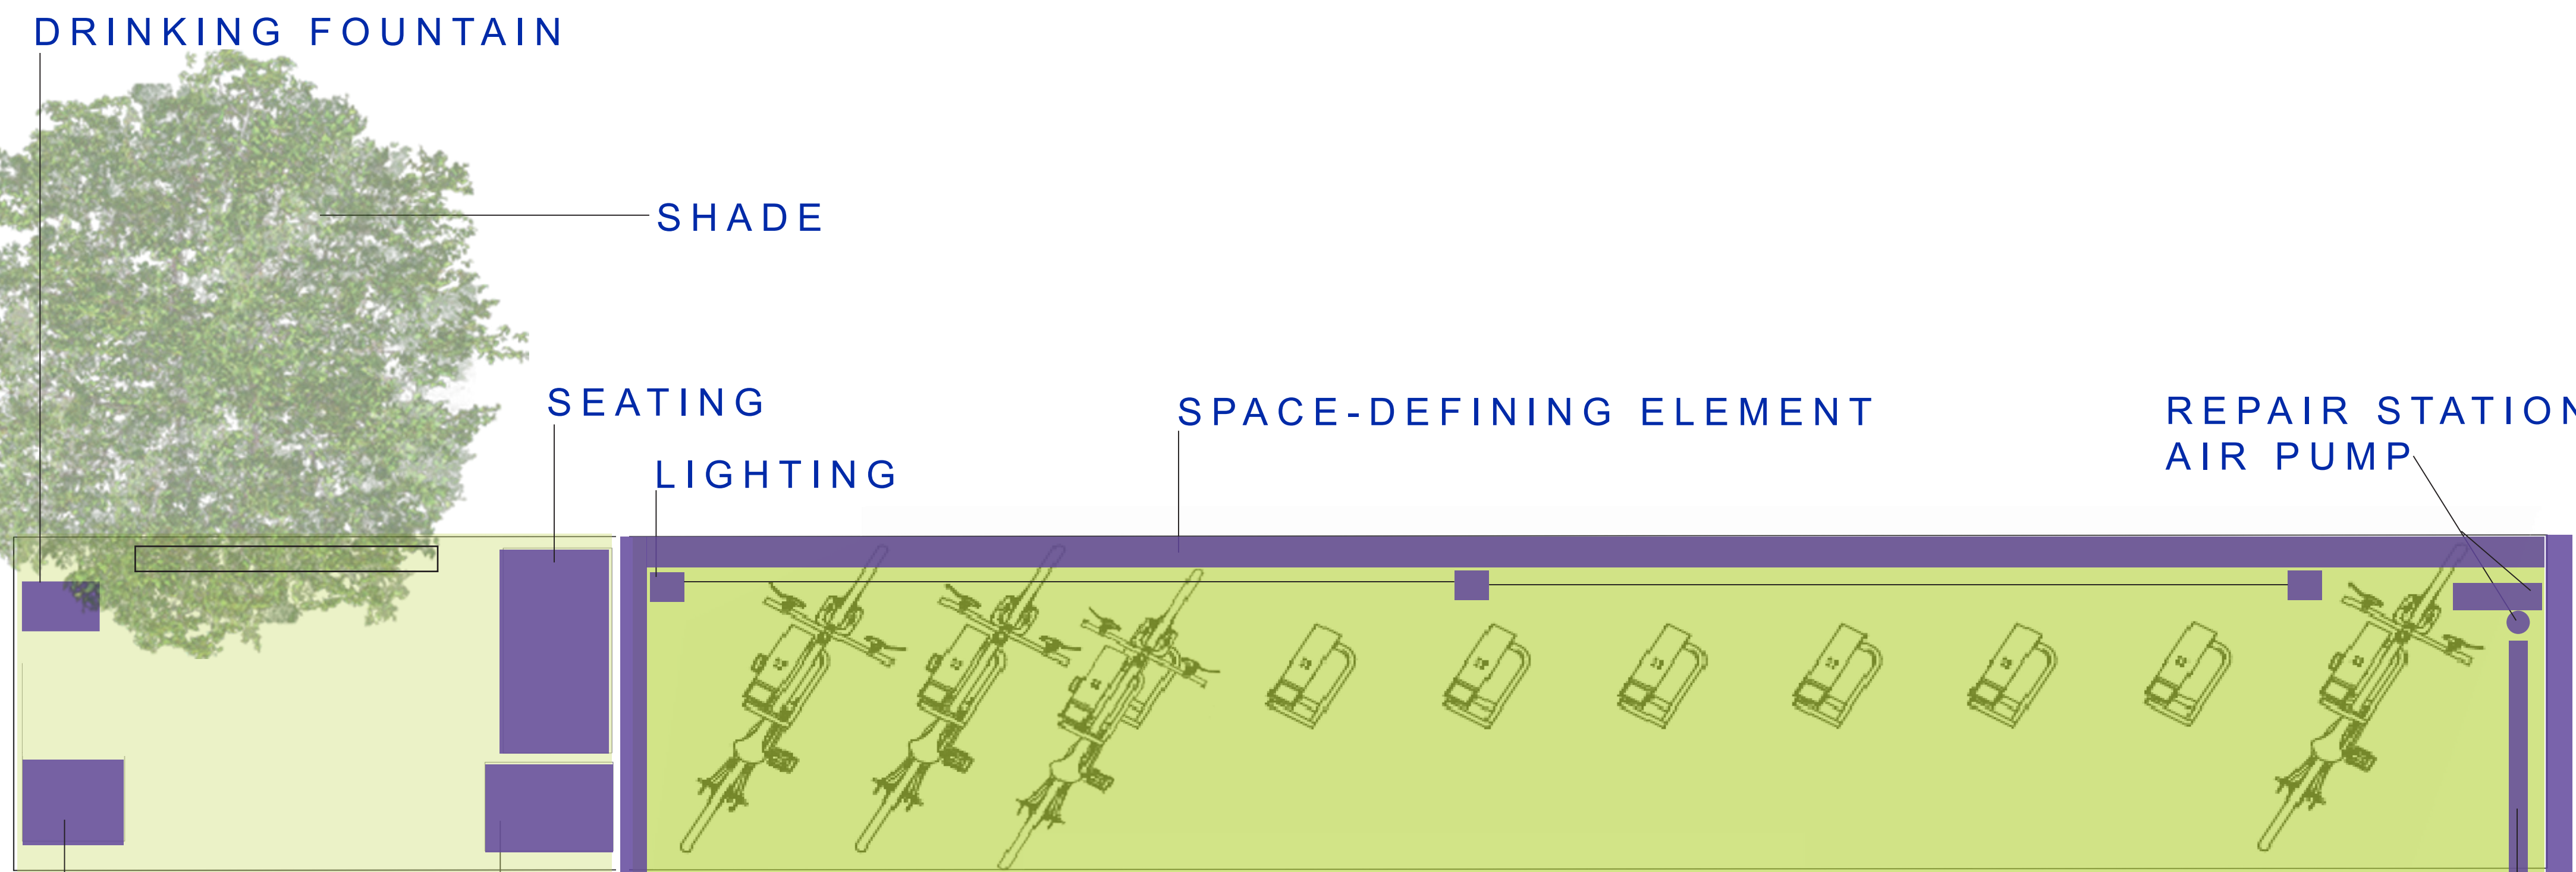 DRINKING FOUNTAIN
SHADE
SEATING
SPACE-DEFINING ELEMENT
REPAIR STATION
AIR PUMP
LIGHTING